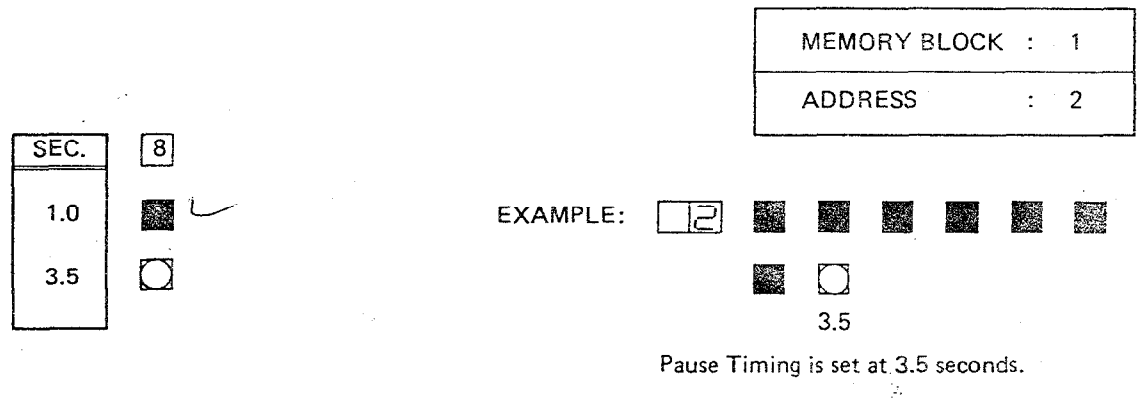 MEMORY BLOCK : 1
ADDRESS : 2
SEC. 8
1.0
3.5
EXAMPLE: 2
3.5
Pause Timing is set at 3.5 seconds.